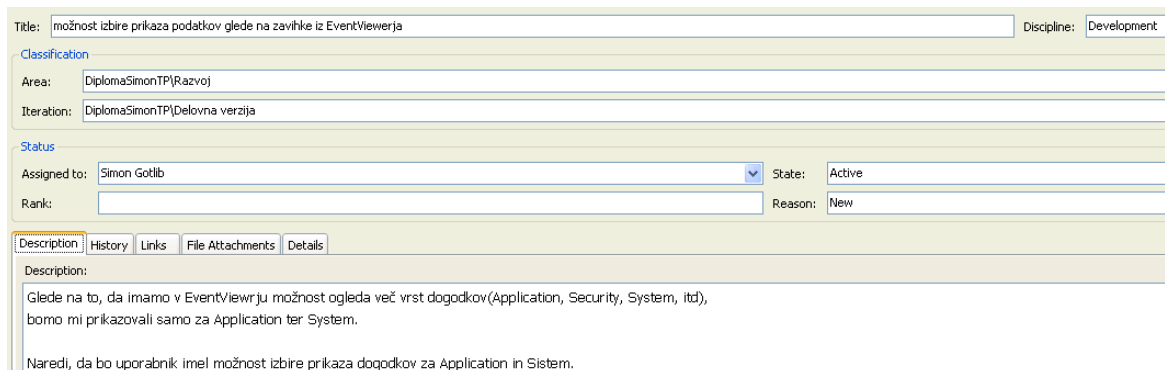 Title: možnost izbire prikaza podatkov glede na zavihke iz EventViewerja Discipline: Development
Classification
Area: DiplomaSimonTP\Razvoj
Iteration: DiplomaSimonTP\Delovna verzija
Status
Assigned to: Simon Gotlib State: Active
Rank: Reason: New
Description History Links File Attachments Details
Description:
Glede na to, da imamo v EventViewrju možnost ogleda več vrst dogodkov(Application, Security, System, itd),
bomo mi prikazovali samo za Application ter System.
Naredi, da bo uporabnik imel možnost izbire prikaza dogodkov za Application in Sistem.